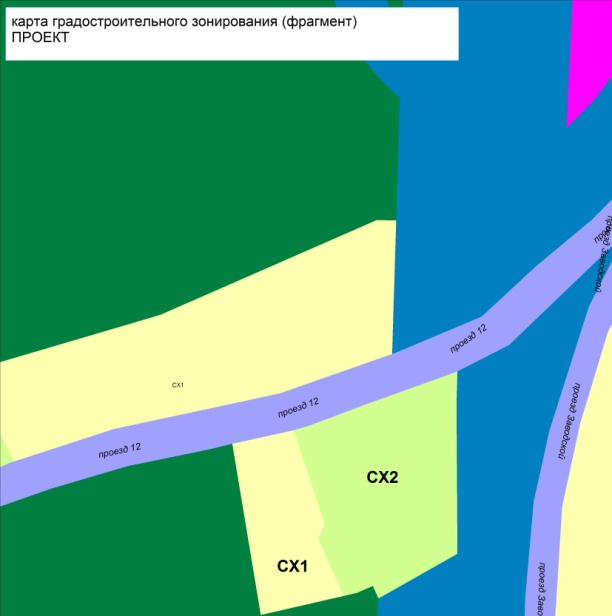 карта градостроительного зонирования (фрагмент)
ПРОЕКТ
проезд Заводской
проезд 12
СХ1
проезд 12
проезд 12
проезд Заводской
СХ2
СХ1
проезд Заво